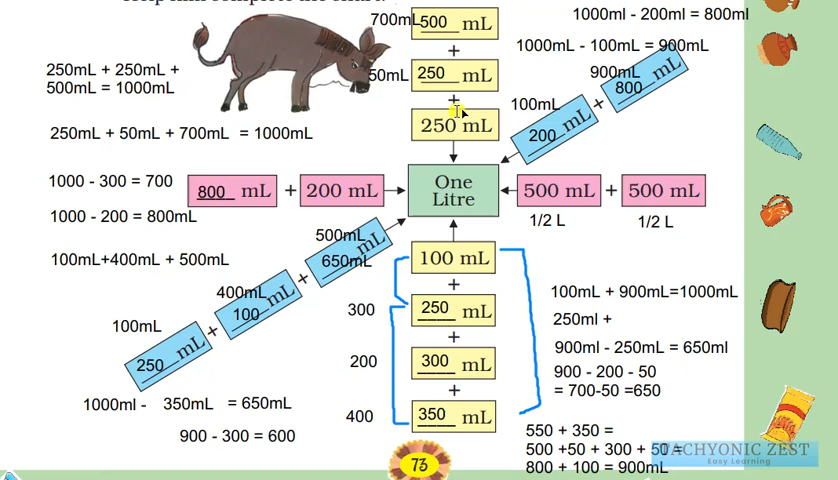 700mL 500 mL
+
50mL 250 mL
+
250 mL
1000ml - 200ml = 800ml
1000mL - 100mL = 900mL
900mL
800
100mL
200 mL + mL
250mL + 250mL +
500mL = 1000mL
250mL + 50mL + 700mL = 1000mL
1000 - 300 = 700
1000 - 200 = 800mL
100mL+400mL + 500mL
800 mL + 200 mL
One
Litre
500 mL + 500 mL
1/2 L 1/2 L
500mL
650mL mL
+
400mL
100 mL
+
100mL
250 mL
100 mL
+
300 250 mL
+
200 300 mL
+
400 350 mL
1000ml - 350mL = 650mL
900 - 300 = 600
100mL + 900mL=1000mL
250ml +
900ml - 250mL = 650ml
900 - 200 - 50
= 700-50 =650
550 + 350 =
500 +50 + 300 + 50 =
800 + 100 = 900mL
TACHYONIC ZEST
Easy Learning
73